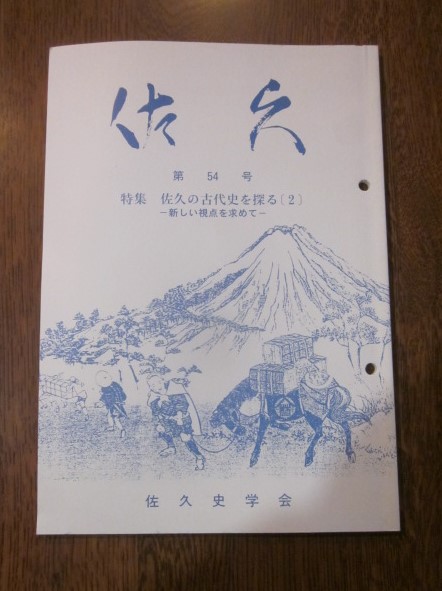 佐久
第 54 号
特集 佐久の古代史を探る〔2〕
−新しい視点を求めて−
佐久史学会